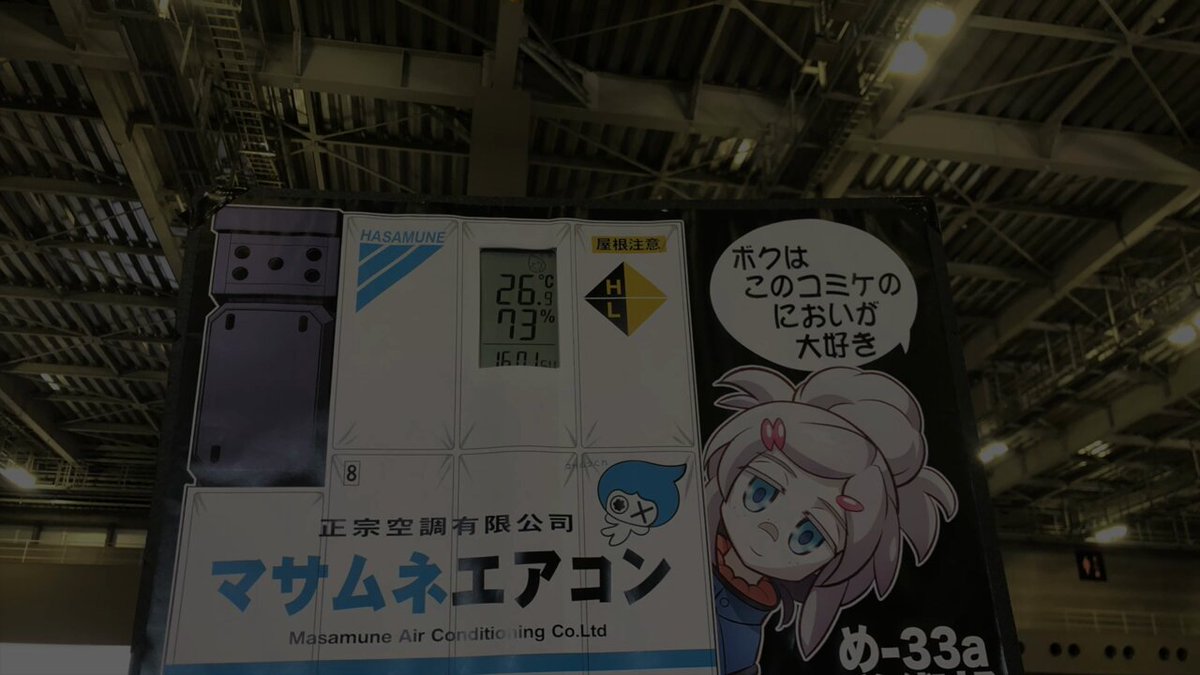 HASAMUNE
26.9℃
73%
屋根注意
H
L
ボクは
このコミケの
においが
大好き
8
正宗空調有限公司
マサムネエアコン
Masamune Air Conditioning Co.Ltd
め-33a